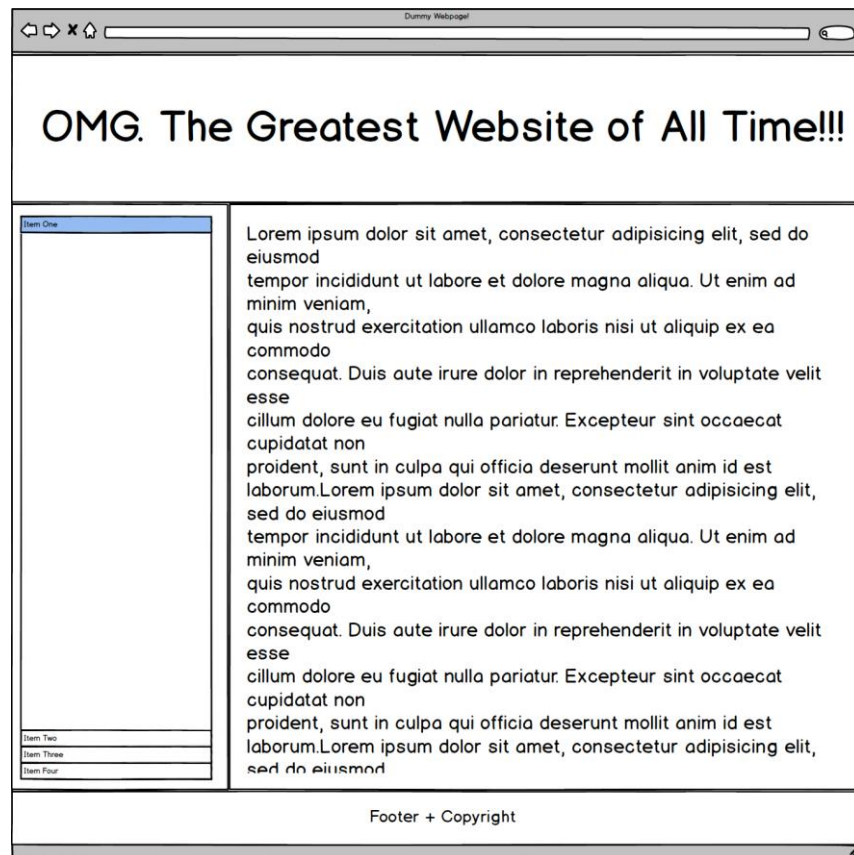 Dummy Webpage!
OMG. The Greatest Website of All Time!!!
Item One
Item Two
Item Three
Item Four
Lorem ipsum dolor sit amet, consectetur adipisicing elit, sed do
eiusmod
tempor incididunt ut labore et dolore magna aliqua. Ut enim ad
minim veniam,
quis nostrud exercitation ullamco laboris nisi ut aliquip ex ea
commodo
consequat. Duis aute irure dolor in reprehenderit in voluptate velit
esse
cillum dolore eu fugiat nulla pariatur. Excepteur sint occaecat
cupidatat non
proident, sunt in culpa qui officia deserunt mollit anim id est
laborum.Lorem ipsum dolor sit amet, consectetur adipisicing elit,
sed do eiusmod
tempor incididunt ut labore et dolore magna aliqua. Ut enim ad
minim veniam,
quis nostrud exercitation ullamco laboris nisi ut aliquip ex ea
commodo
consequat. Duis aute irure dolor in reprehenderit in voluptate velit
esse
cillum dolore eu fugiat nulla pariatur. Excepteur sint occaecat
cupidatat non
proident, sunt in culpa qui officia deserunt mollit anim id est
laborum.Lorem ipsum dolor sit amet, consectetur adipisicing elit,
sed do eiusmod
Footer + Copyright